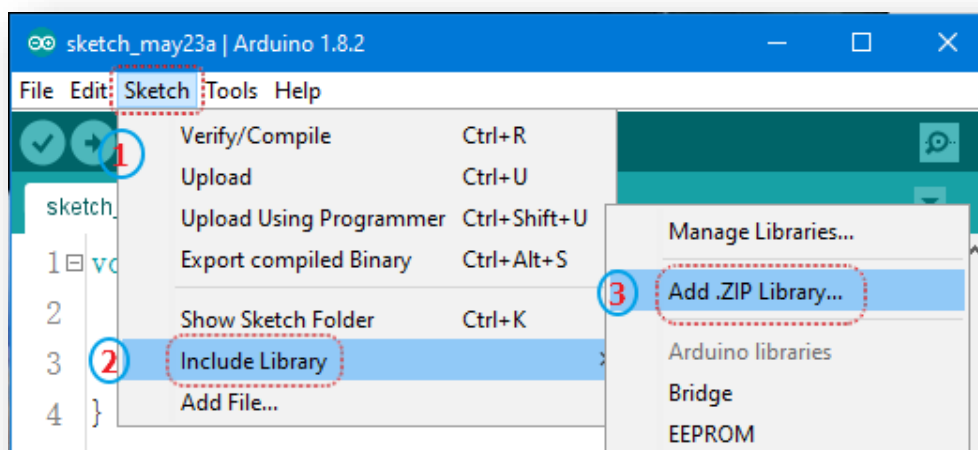 sketch_may23a | Arduino 1.8.2
File Edit Sketch Tools Help
1
Verify/Compile Ctrl+R
Upload Ctrl+U
sketch_
Upload Using Programmer Ctrl+Shift+U
Manage Libraries...
1 vo
Export compiled Binary Ctrl+Alt+S
3 Add .ZIP Library...
2
Show Sketch Folder Ctrl+K
3 2 Include Library
Arduino libraries
4 }
Add File...
Bridge
EEPROM